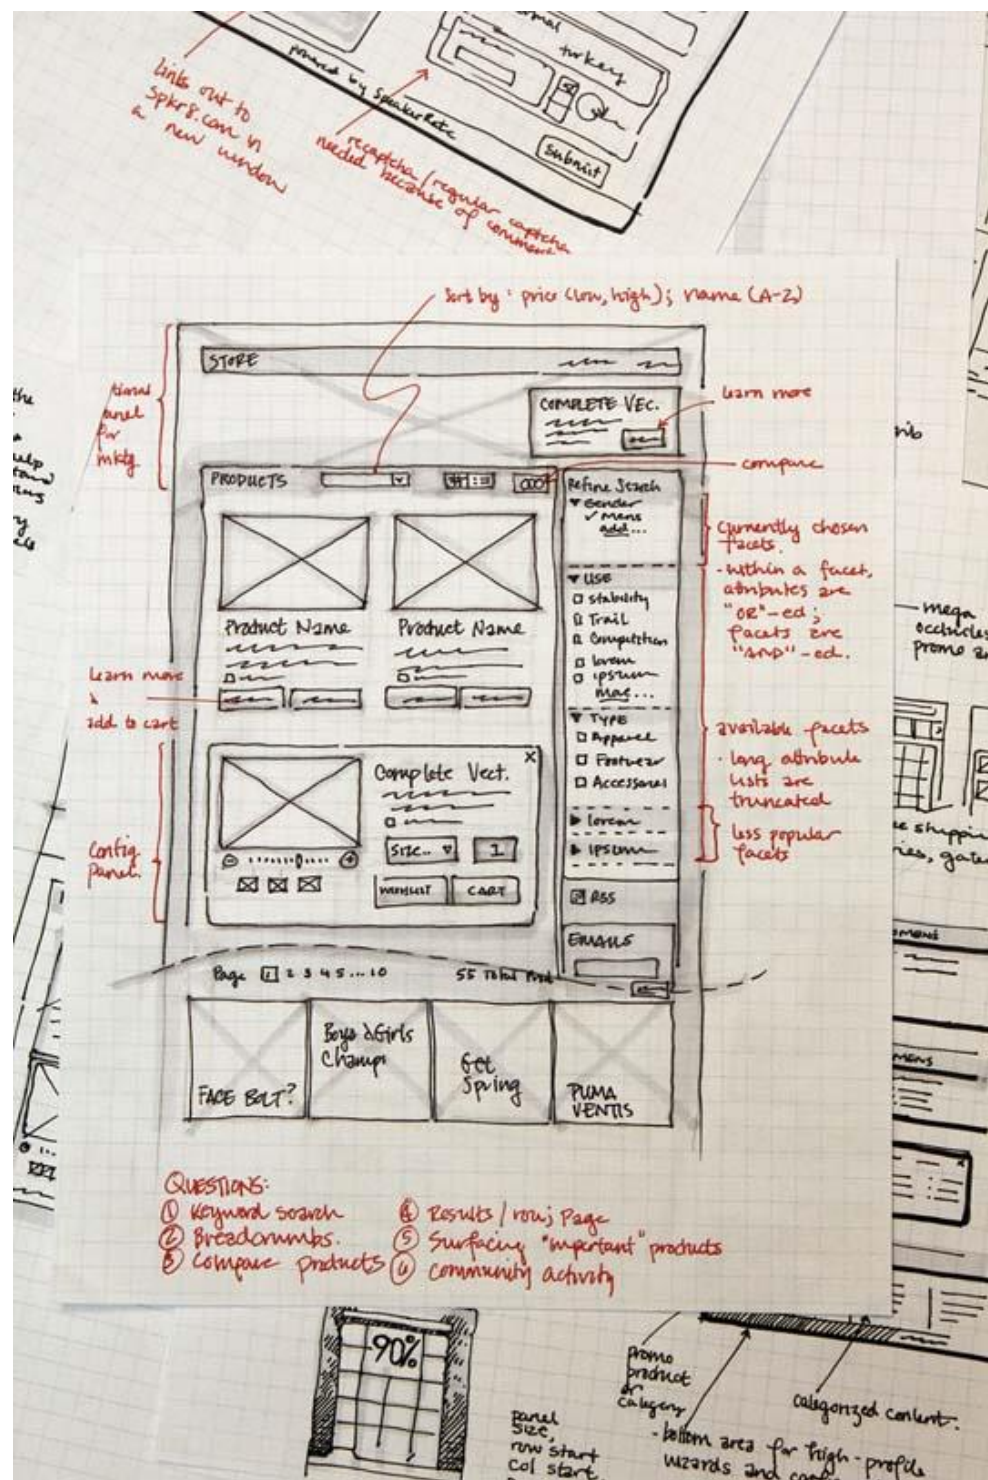 turkey
powered by SpeakerRate
Submit
links out to
Spkr8.com in
a new window
recaptcha/regular captcha
needed because of comment
Sort by: price (low, high); name (A-Z)
STORE
panel
for
mktg
COMPLETE VEC.
learn more
PRODUCTS
compare
Refine Search
▼ Gender
✓ Mens
add...
currently chosen
facets.
- within a facet,
attributes are
"OR"-ed;
facets are
"AND"-ed.
▼ USE
Stability
Trail
Competition
lorem
ipsum
more...
Product Name
Product Name
Learn more
&
add to cart
▼ TYPE
Apparel
Footwear
Accessories
available facets
- long attribute
lists are
truncated
▶ lorem
▶ ipsum
less popular
facets
Config
panel.
Complete Vect.
X
SIZE..
1
WISHLIST
CART
RSS
EMAILS
Page 1 2 3 4 5 ... 10
55 Total Prod
FACE BOLT?
Boys & Girls
Champs
Get
Spring
PUMA
VENTIS
QUESTIONS:
① Keyword search
② Breadcrumbs.
③ Compare products
④ Results / row; Page
⑤ Surfacing "important" products
⑥ Community activity
the
mega
promo
MENS
90%
promo
product
or
category
categorized content.
- bottom area for high-profile
wizards and
panel
size,
row start
col start